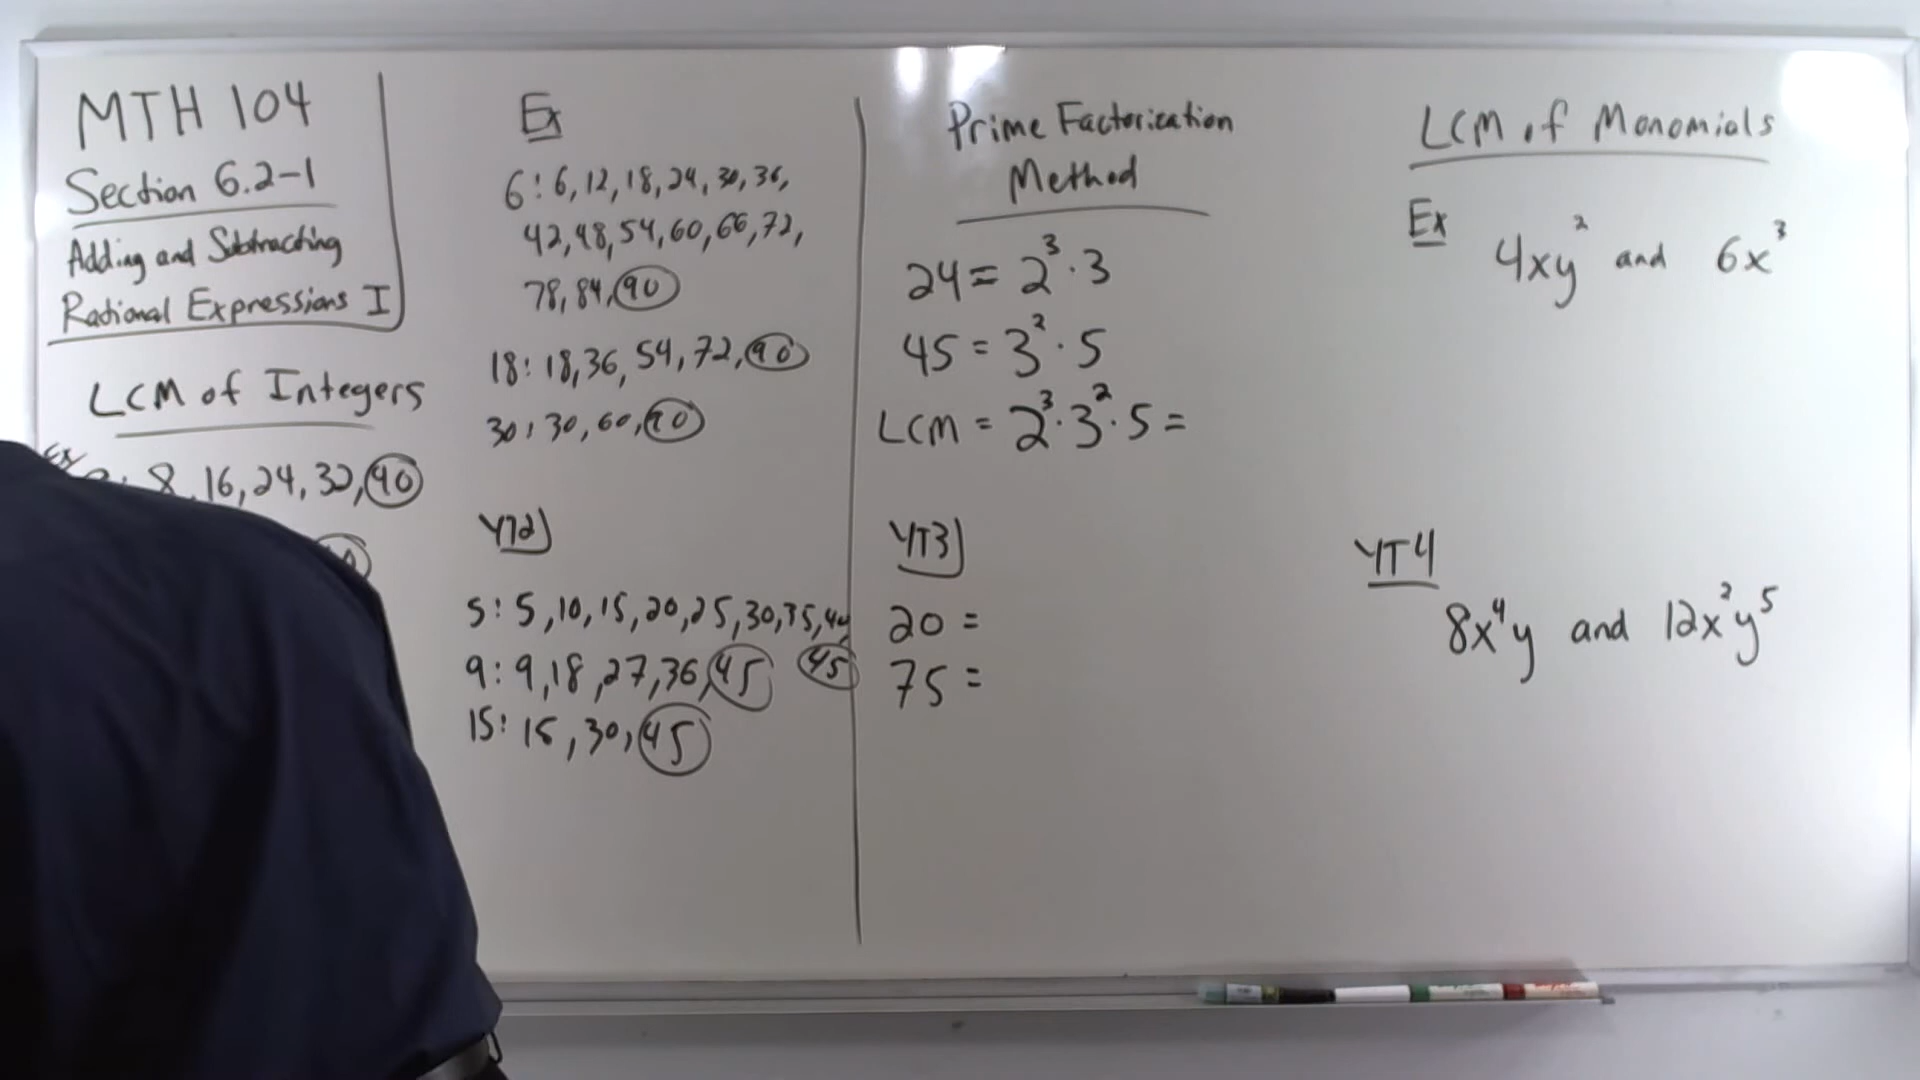 MTH 104
Section 6.2-1
Adding and Subtracting
Rational Expressions I
LCM of Integers
Ex
8, 16, 24, 32, 40
Ex
6: 6, 12, 18, 24, 30, 36,
42, 48, 54, 60, 66, 72,
78, 84, 90
18: 18, 36, 54, 72, 90
30: 30, 60, 90
YT2
5: 5, 10, 15, 20, 25, 30, 35, 40,
45
9: 9, 18, 27, 36, 45
15: 15, 30, 45
Prime Factorization
Method
24 = 2³ · 3
45 = 3² · 5
LCM = 2³ · 3² · 5 =
YT3
20 =
75 =
LCM of Monomials
Ex 4xy² and 6x³
YT4
8x⁴y and 12x²y⁵